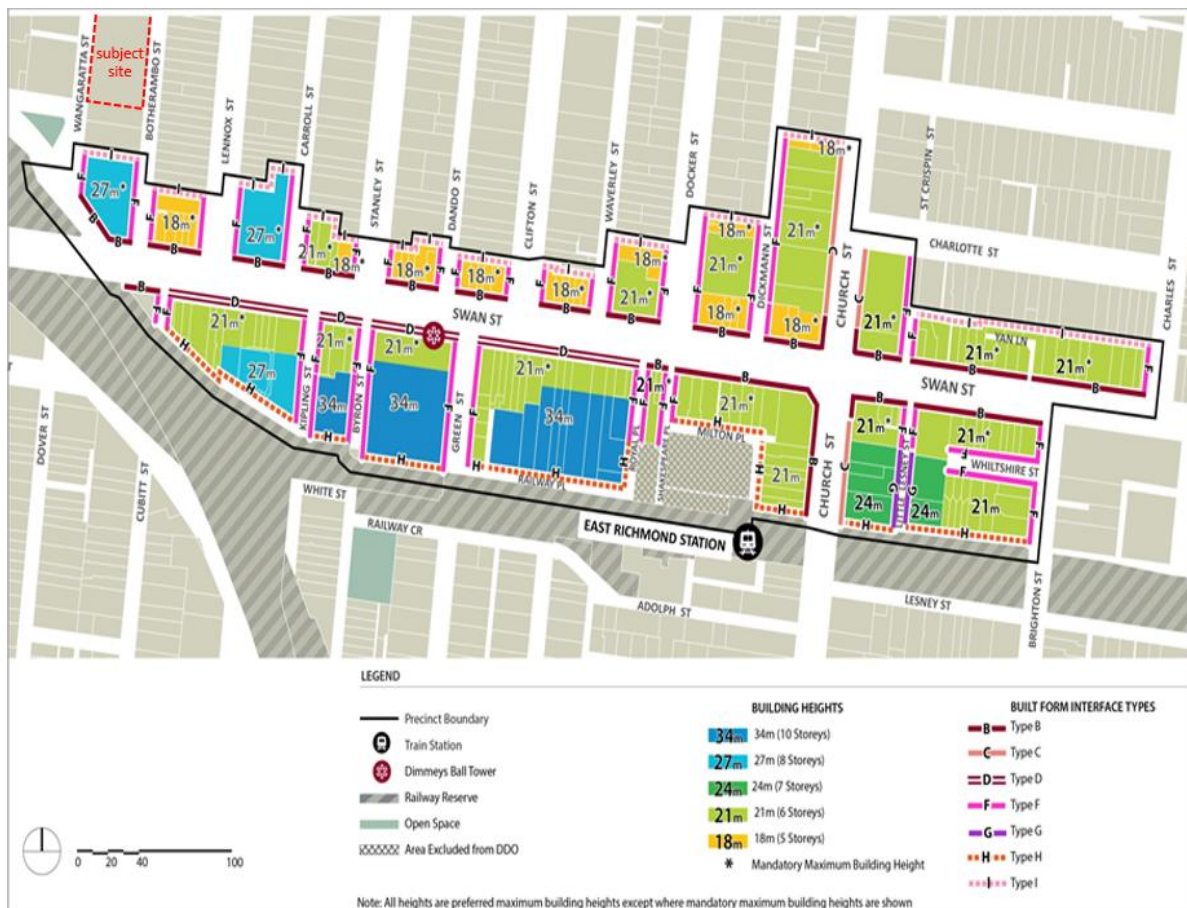 subject
site
WANGARATTA ST
BOTHERAMBO ST
LENNOX ST
CARROLL ST
STANLEY ST
DANDO ST
CLIFTON ST
WAVERLEY ST
DOCKER ST
DICKMANN ST
CHURCH ST
ST CRISPIN ST
CHARLOTTE ST
CHARLES ST
I
I
I
I
I
I
I
I
I
I
I
I
18m*
27m*
18m*
27m*
21m*
18m*
18m*
18m*
18m*
18m*
21m*
18m*
21m*
18m*
21m*
18m*
21m*
21m*
YAN LN
21m*
F
F
F
F
F
F
F
F
F
F
F
C
C
B
B
B
B
B
B
B
B
B
B
B
B
B
SWAN ST
SWAN ST
B
D
D
D
D
21m*
21m*
21m*
21m*
21m*
21m*
21m*
21m*
27m
34m
34m
34m
21m
24m
24m
21m
B
B
B
B
B
C
F
F
F
F
F
F
G
G
H
H
H
H
H
H
H
H
H
H
H
KIPLING ST
BYRON ST
GREEN ST
ROYAL PL
SHAKESPEARE PL
MILTON PL
RAILWAY PL
CHURCH ST
LITTLE LESNEY ST
WHILTSHIRE ST
DOVER ST
CUBITT ST
WHITE ST
RAILWAY CR
EAST RICHMOND STATION
ADOLPH ST
LESNEY ST
BRIGHTON ST
LEGEND
Precinct Boundary
Train Station
Dimmeys Ball Tower
Railway Reserve
Open Space
Area Excluded from DDO
BUILDING HEIGHTS
34m 34m (10 Storeys)
27m 27m (8 Storeys)
24m 24m (7 Storeys)
21m 21m (6 Storeys)
18m 18m (5 Storeys)
* Mandatory Maximum Building Height
BUILT FORM INTERFACE TYPES
B Type B
C Type C
D Type D
F Type F
G Type G
H Type H
I Type I
0 20 40 100
Note: All heights are preferred maximum building heights except where mandatory maximum building heights are shown